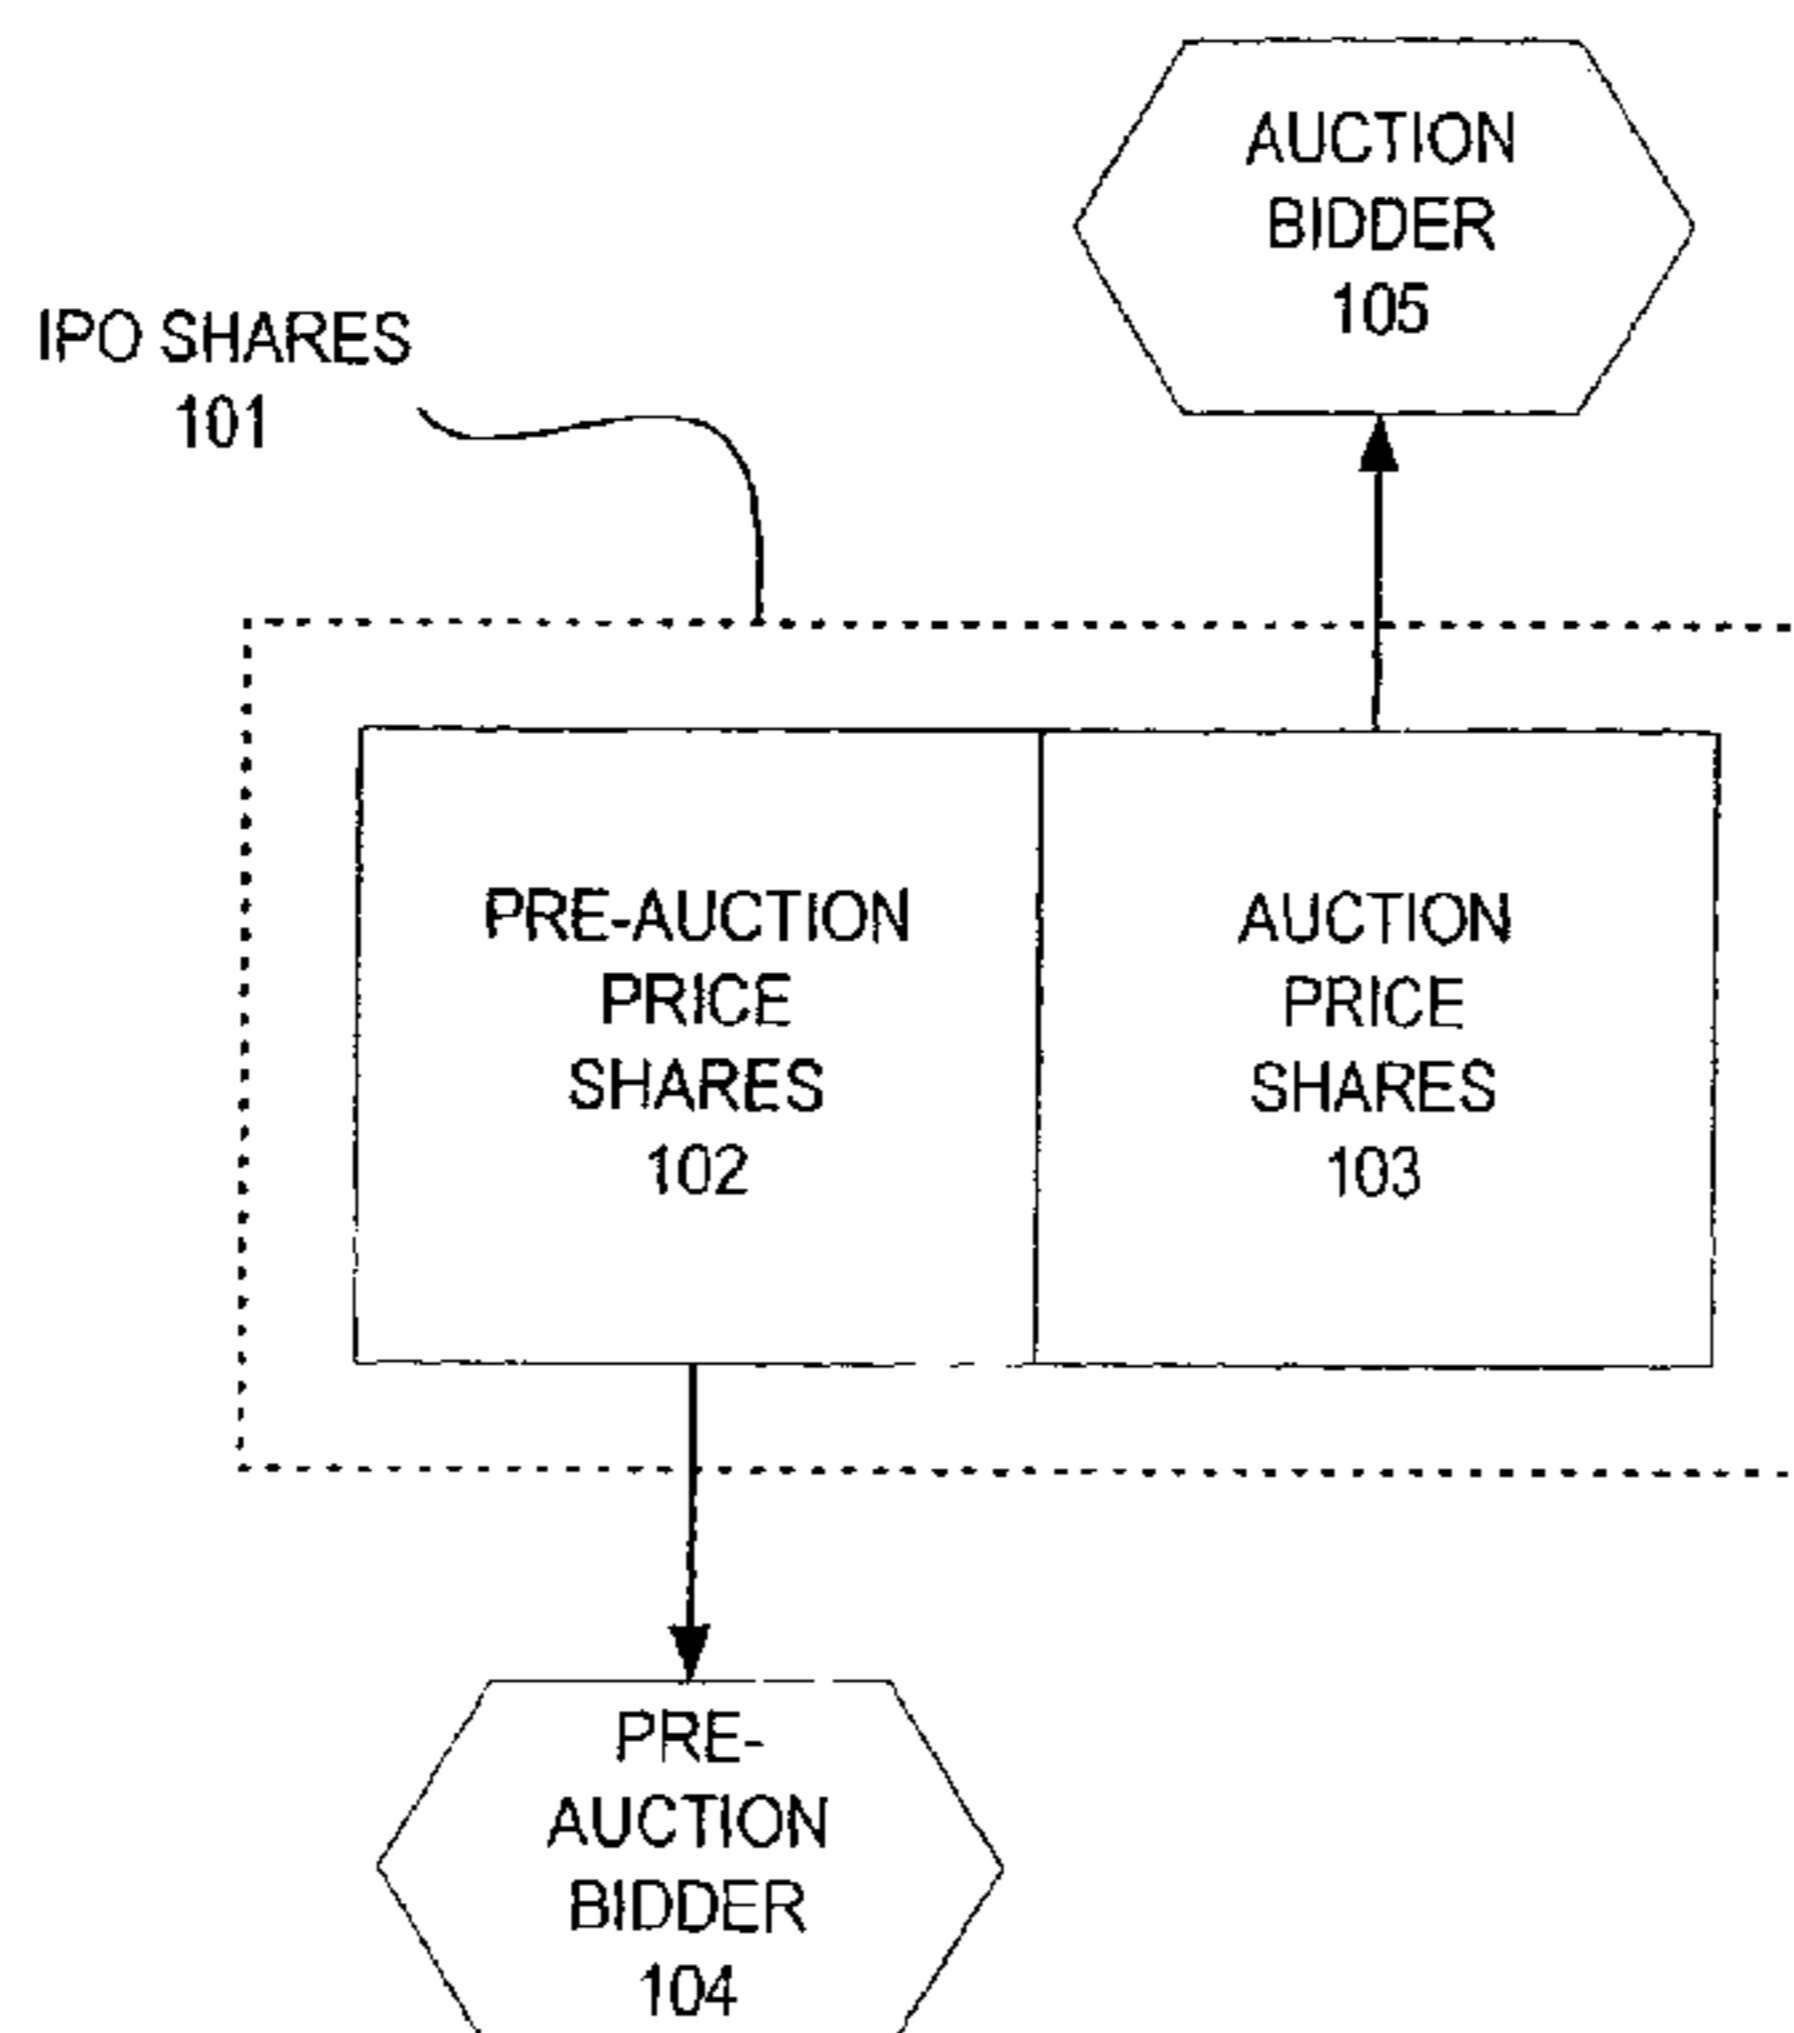 AUCTION
BIDDER
105
IPO SHARES
101
PRE-AUCTION
PRICE
SHARES
102
AUCTION
PRICE
SHARES
103
PRE-
AUCTION
BIDDER
104